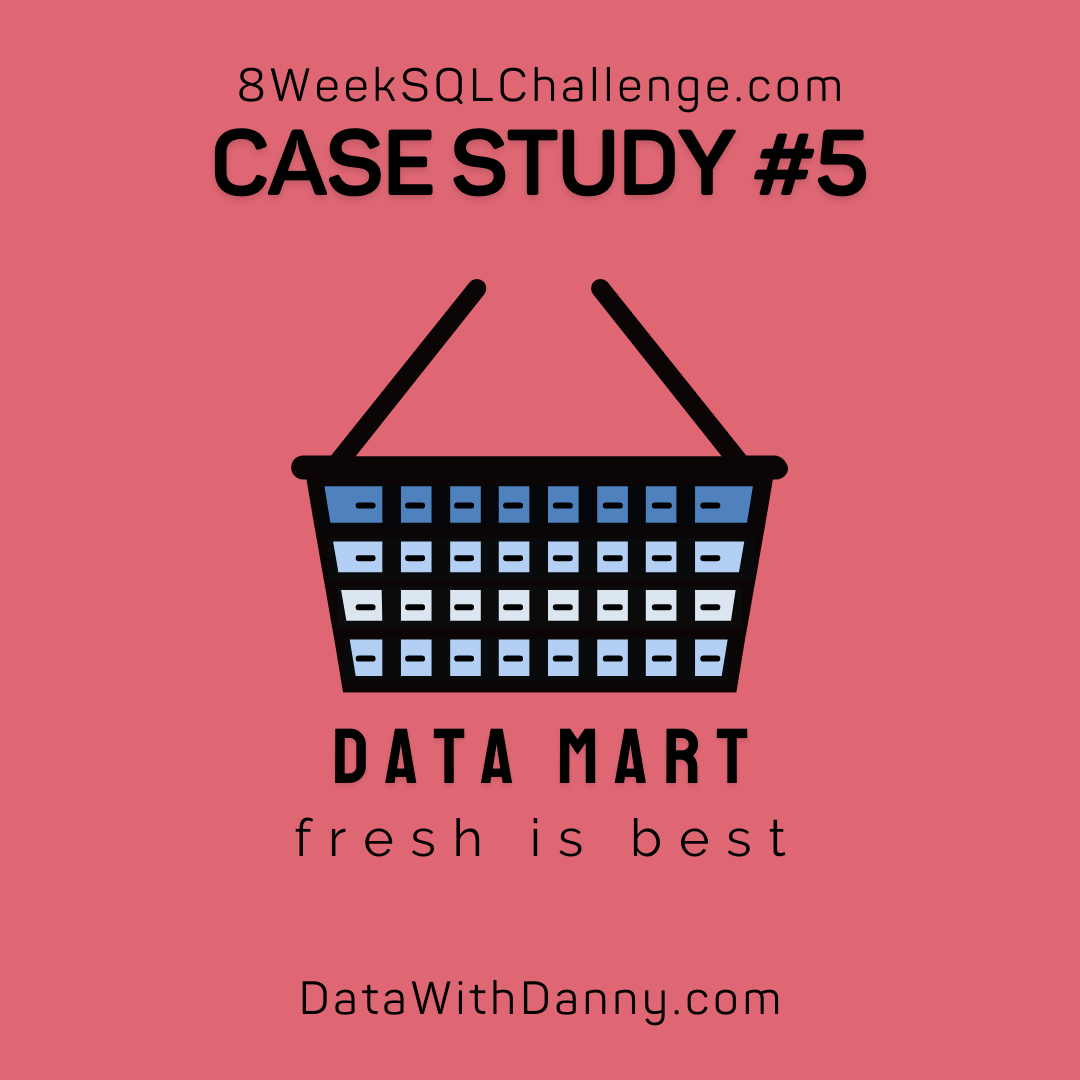 8WeekSQLChallenge.com
CASE STUDY #5
DATA MART
fresh is best
DataWithDanny.com